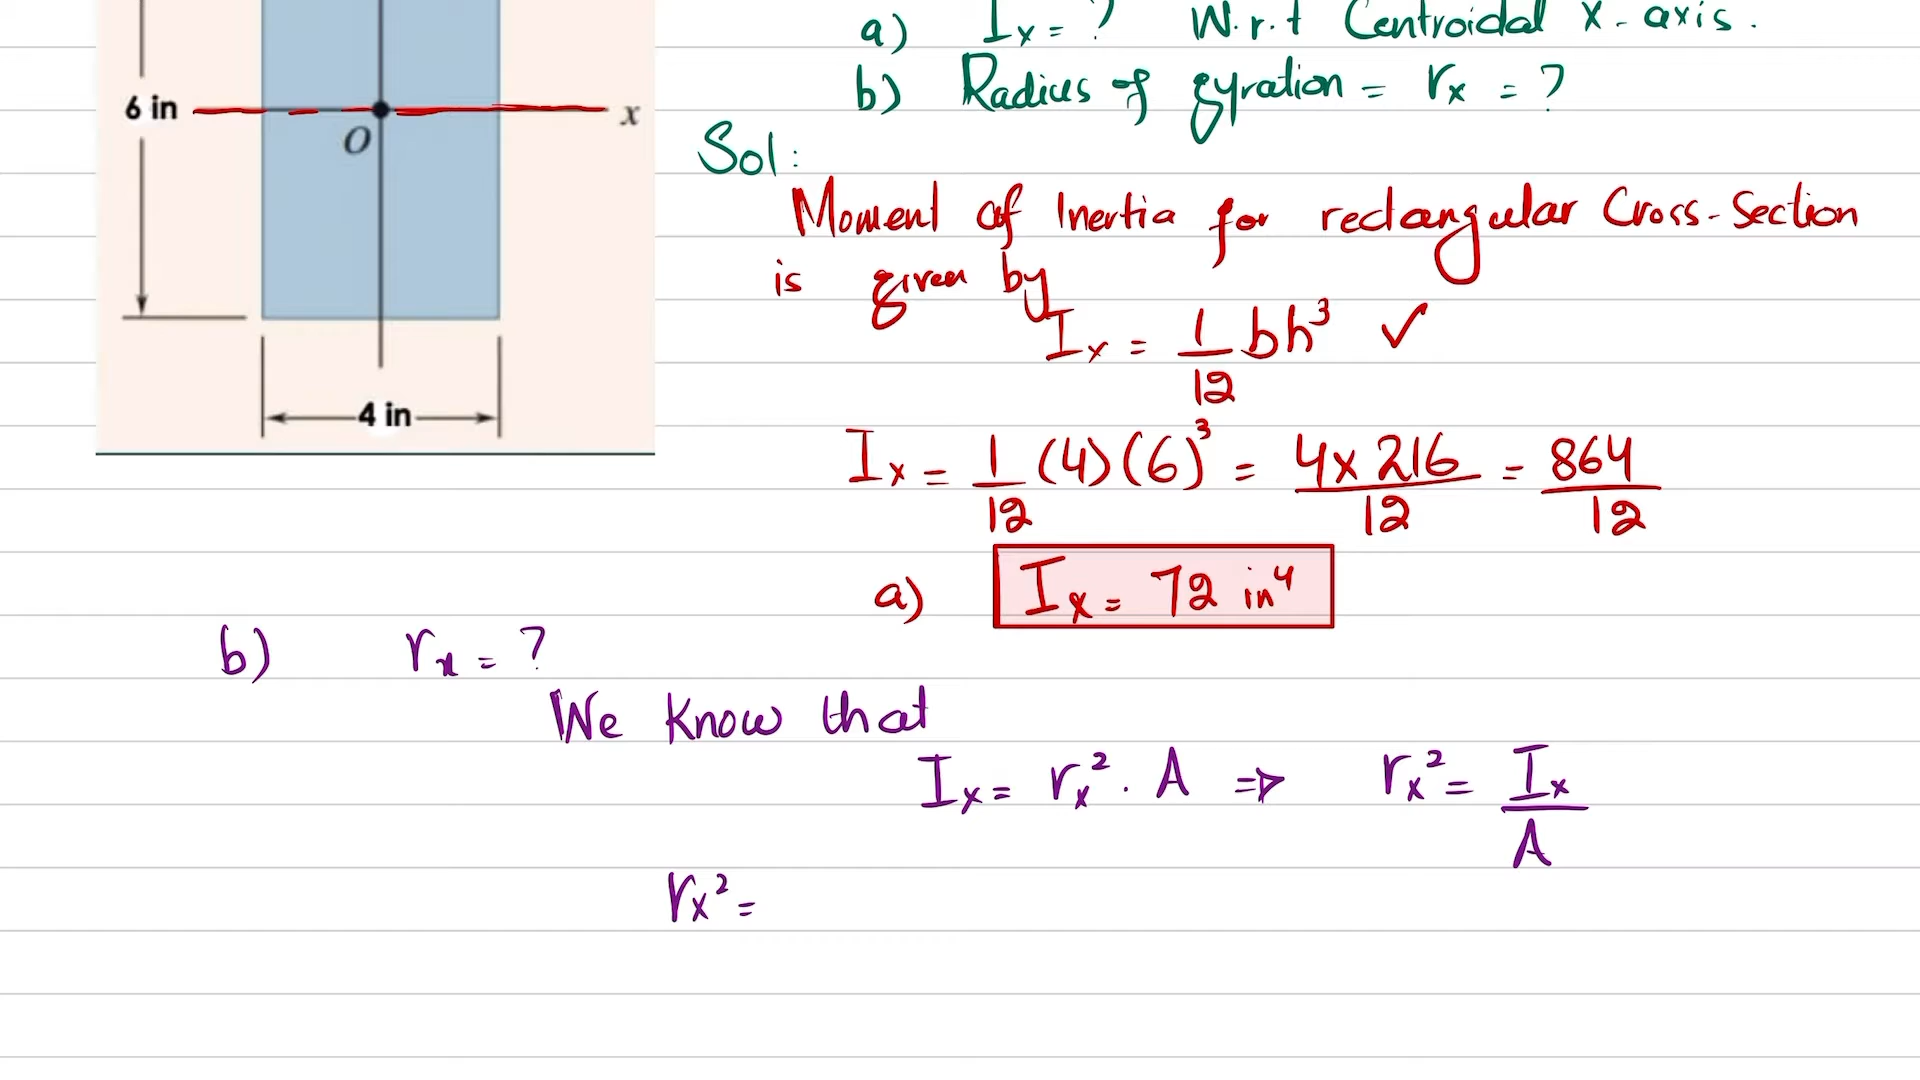 a) Ix = ? W.r.t Centroidal x-axis.
b) Radius of gyration = rx = ?
6 in
x
O
Sol:
Moment of Inertia for rectangular Cross-Section
is given by
Ix = 1/12 bh³ ✓
4 in
Ix = 1/12 (4)(6)³ = 4x216/12 = 864/12
a) Ix = 72 in⁴
b) rx = ?
We know that
Ix = rx² . A ⇒ rx² = Ix/A
rx² =